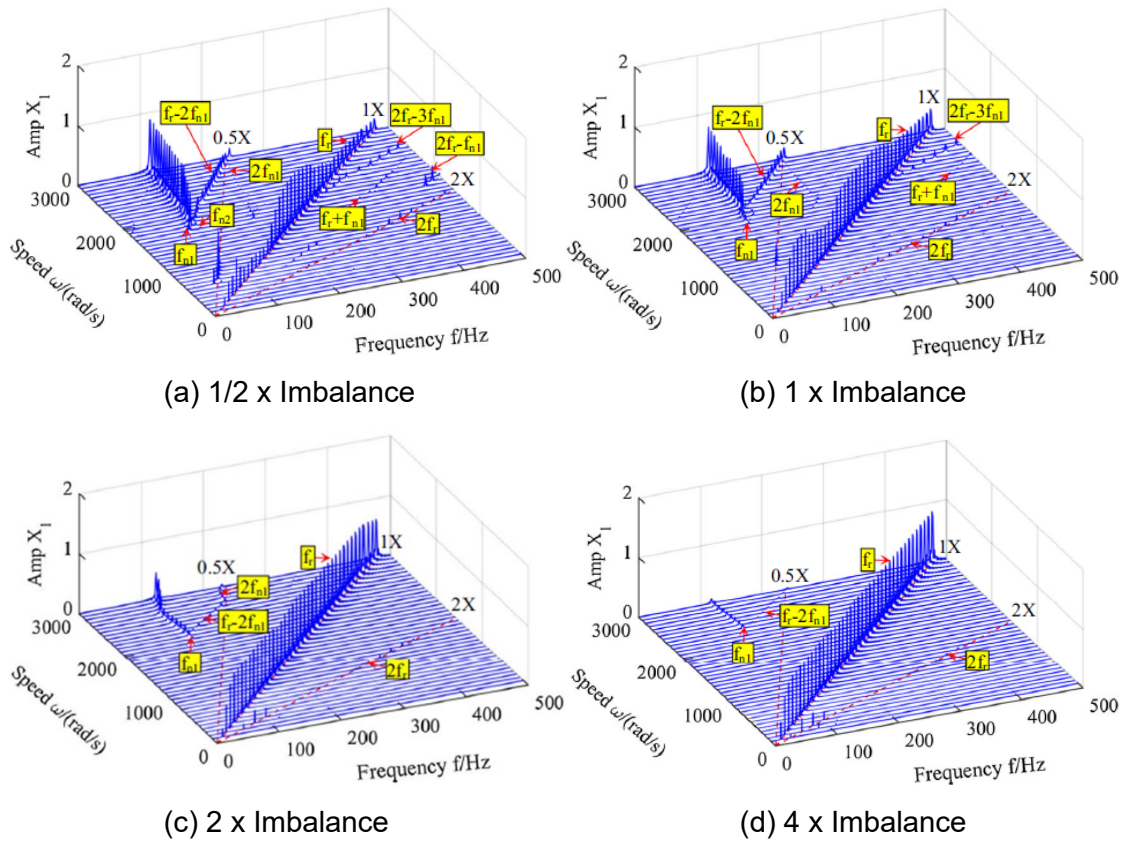 2
1
0
Amp X1
3000
2000
1000
0
Speed ω/(rad/s)
0
100
200
300
400
500
Frequency f/Hz
fr-2fn1
0.5X
2fn1
fn2
fn1
fr
1X
2fr-3fn1
2fr-fn1
2X
fr+fn1
2fr
(a) 1/2 x Imbalance
2
1
0
Amp X1
3000
2000
1000
0
Speed ω/(rad/s)
0
100
200
300
400
500
Frequency f/Hz
fr-2fn1
0.5X
2fn1
fn1
fr
1X
2fr-3fn1
fr+fn1
2X
2fr
(b) 1 x Imbalance
2
1
0
Amp X1
3000
2000
1000
0
Speed ω/(rad/s)
0
100
200
300
400
500
Frequency f/Hz
0.5X
2fn1
fr-2fn1
fn1
fr
1X
2X
2fr
(c) 2 x Imbalance
2
1
0
Amp X1
3000
2000
1000
0
Speed ω/(rad/s)
0
100
200
300
400
500
Frequency f/Hz
0.5X
fr-2fn1
fn1
fr
1X
2X
2fr
(d) 4 x Imbalance